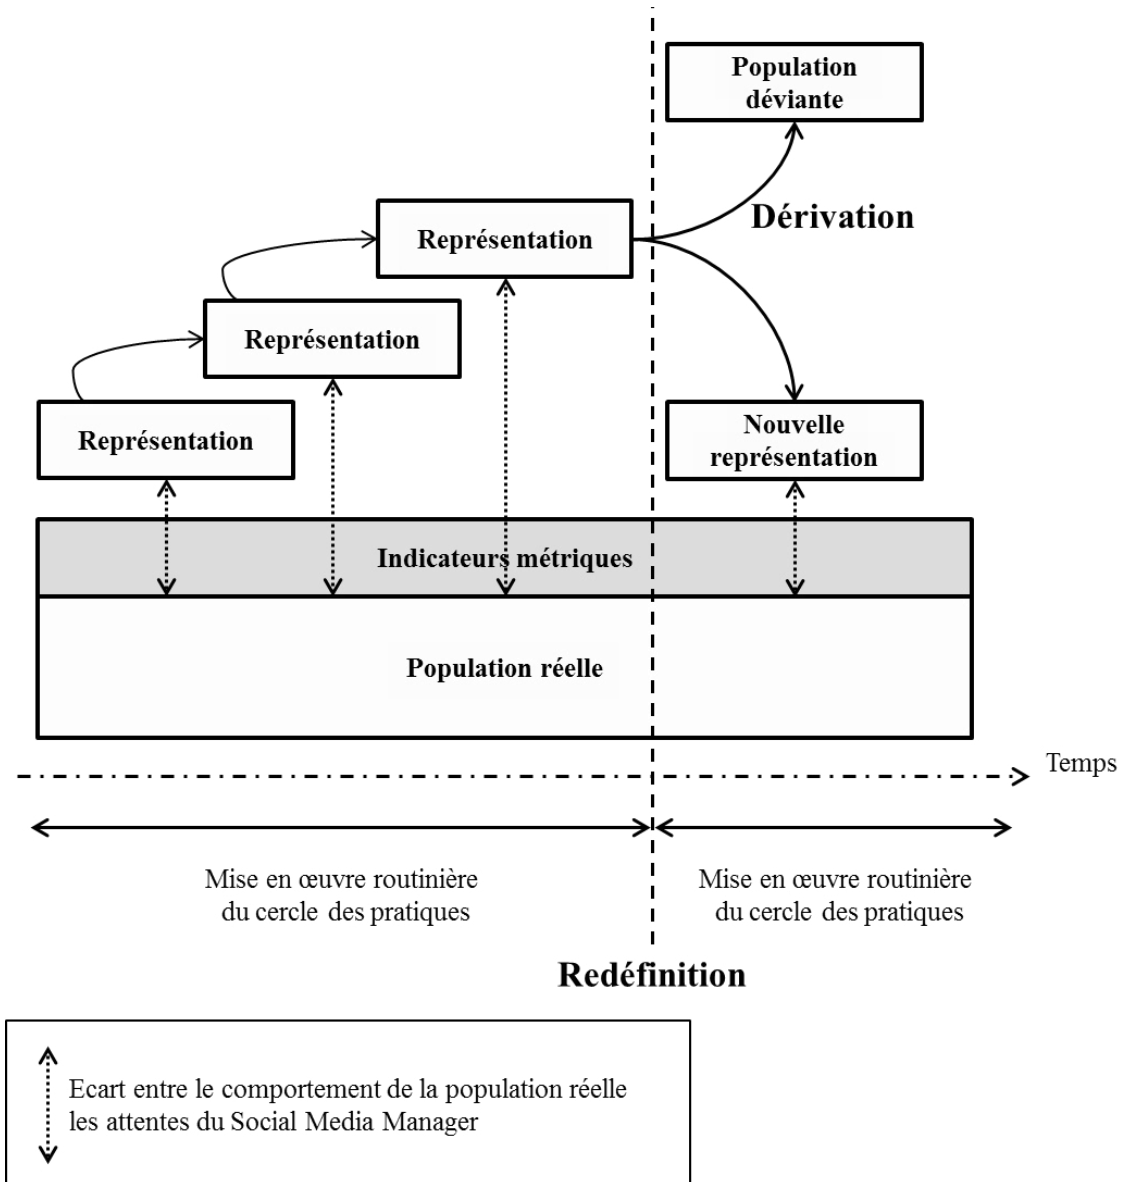 Population
déviante
Dérivation
Représentation
Représentation
Représentation
Nouvelle
représentation
Indicateurs métriques
Population réelle
Temps
Mise en œuvre routinière
du cercle des pratiques
Mise en œuvre routinière
du cercle des pratiques
Redéfinition
Ecart entre le comportement de la population réelle
les attentes du Social Media Manager